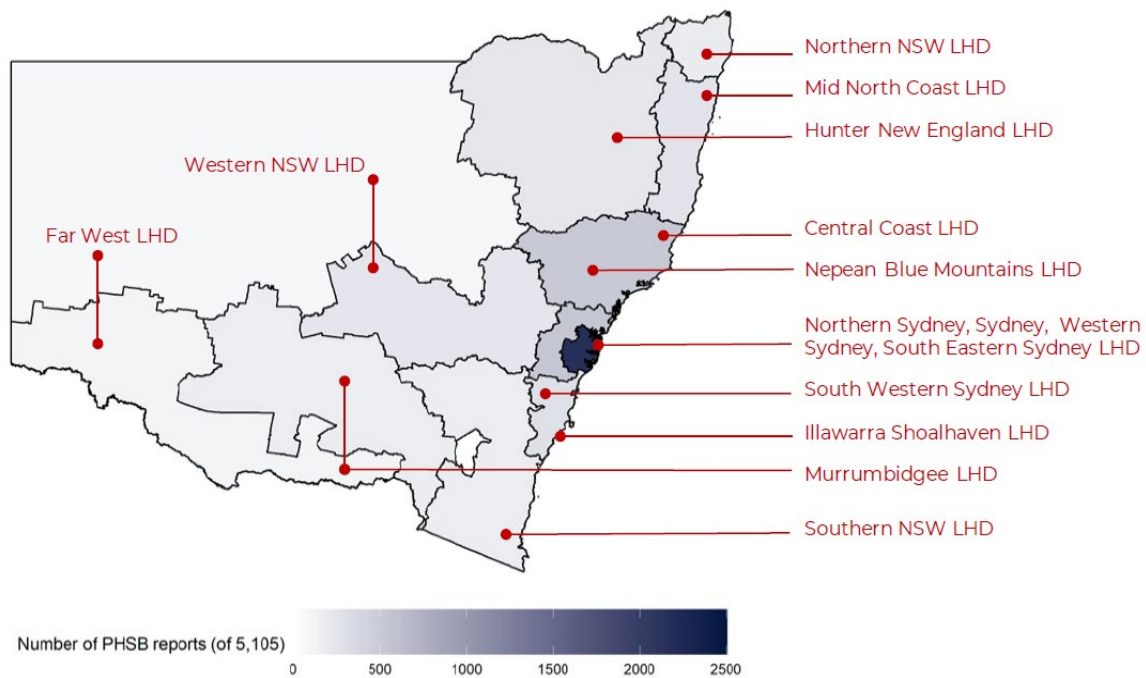 Northern NSW LHD
Mid North Coast LHD
Hunter New England LHD
Western NSW LHD
Far West LHD
Central Coast LHD
Nepean Blue Mountains LHD
Northern Sydney, Sydney, Western
Sydney, South Eastern Sydney LHD
South Western Sydney LHD
Illawarra Shoalhaven LHD
Murrumbidgee LHD
Southern NSW LHD
Number of PHSB reports (of 5,105)
0 500 1000 1500 2000 2500